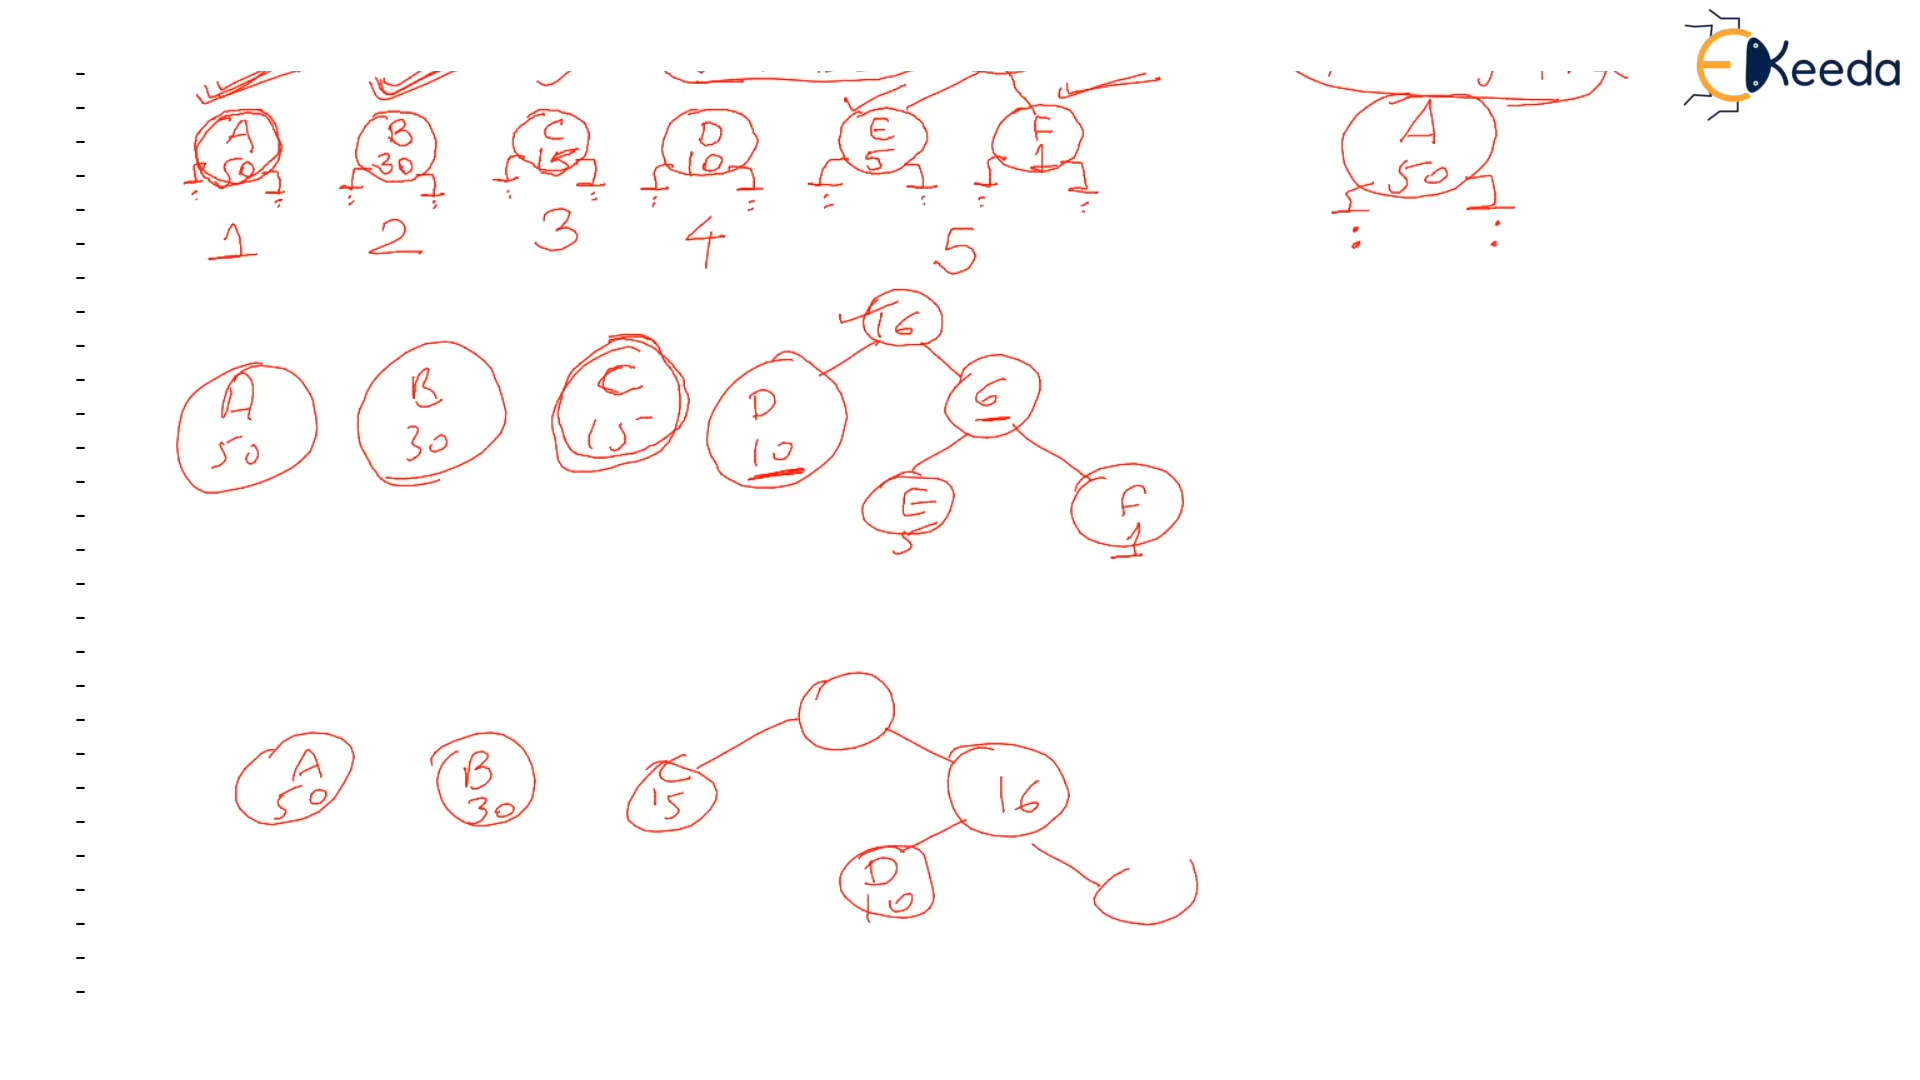 EKeeda
A B C D E F A
50 30 15 10 5 1 50
1 2 3 4 5
16
A B C D 6
50 30 15 10
E F
5 1
A B C 16
50 30 15
D
10